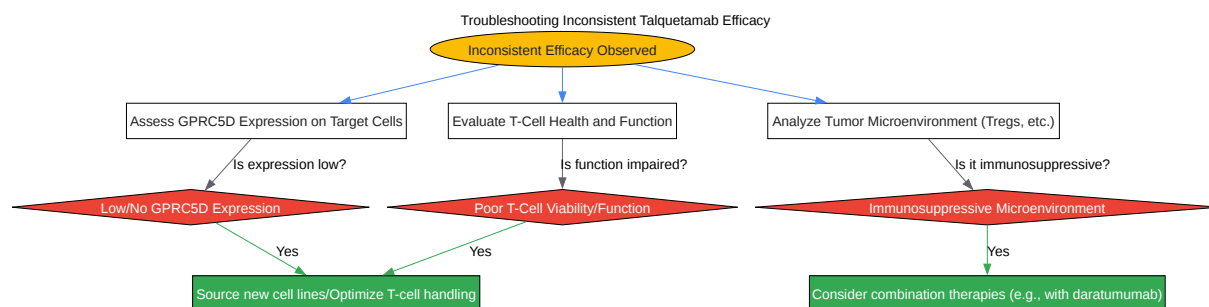 Troubleshooting Inconsistent Talquetamab Efficacy
Inconsistent Efficacy Observed
Assess GPRC5D Expression on Target Cells
Evaluate T-Cell Health and Function
Analyze Tumor Microenvironment (Tregs, etc.)
Is expression low?
Is function impaired?
Is it immunosuppressive?
Low/No GPRC5D Expression
Poor T-Cell Viability/Function
Immunosuppressive Microenvironment
Yes
Yes
Yes
Source new cell lines/Optimize T-cell handling
Consider combination therapies (e.g., with daratumumab)